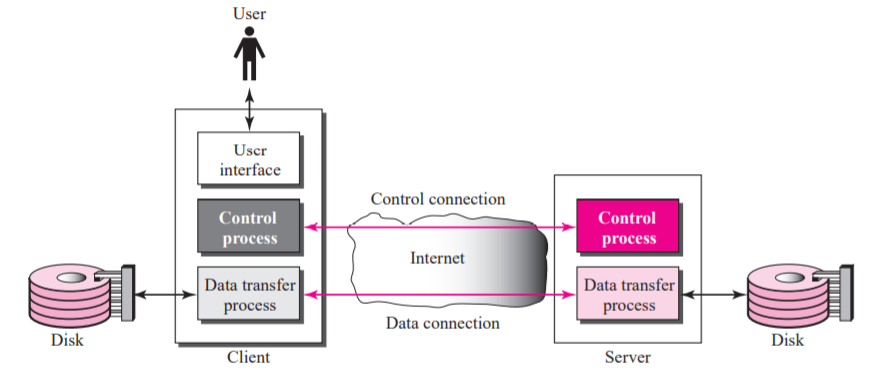 User
User
interface
Control
process
Data transfer
process
Disk
Client
Control connection
Internet
Data connection
Control
process
Data transfer
process
Disk
Server